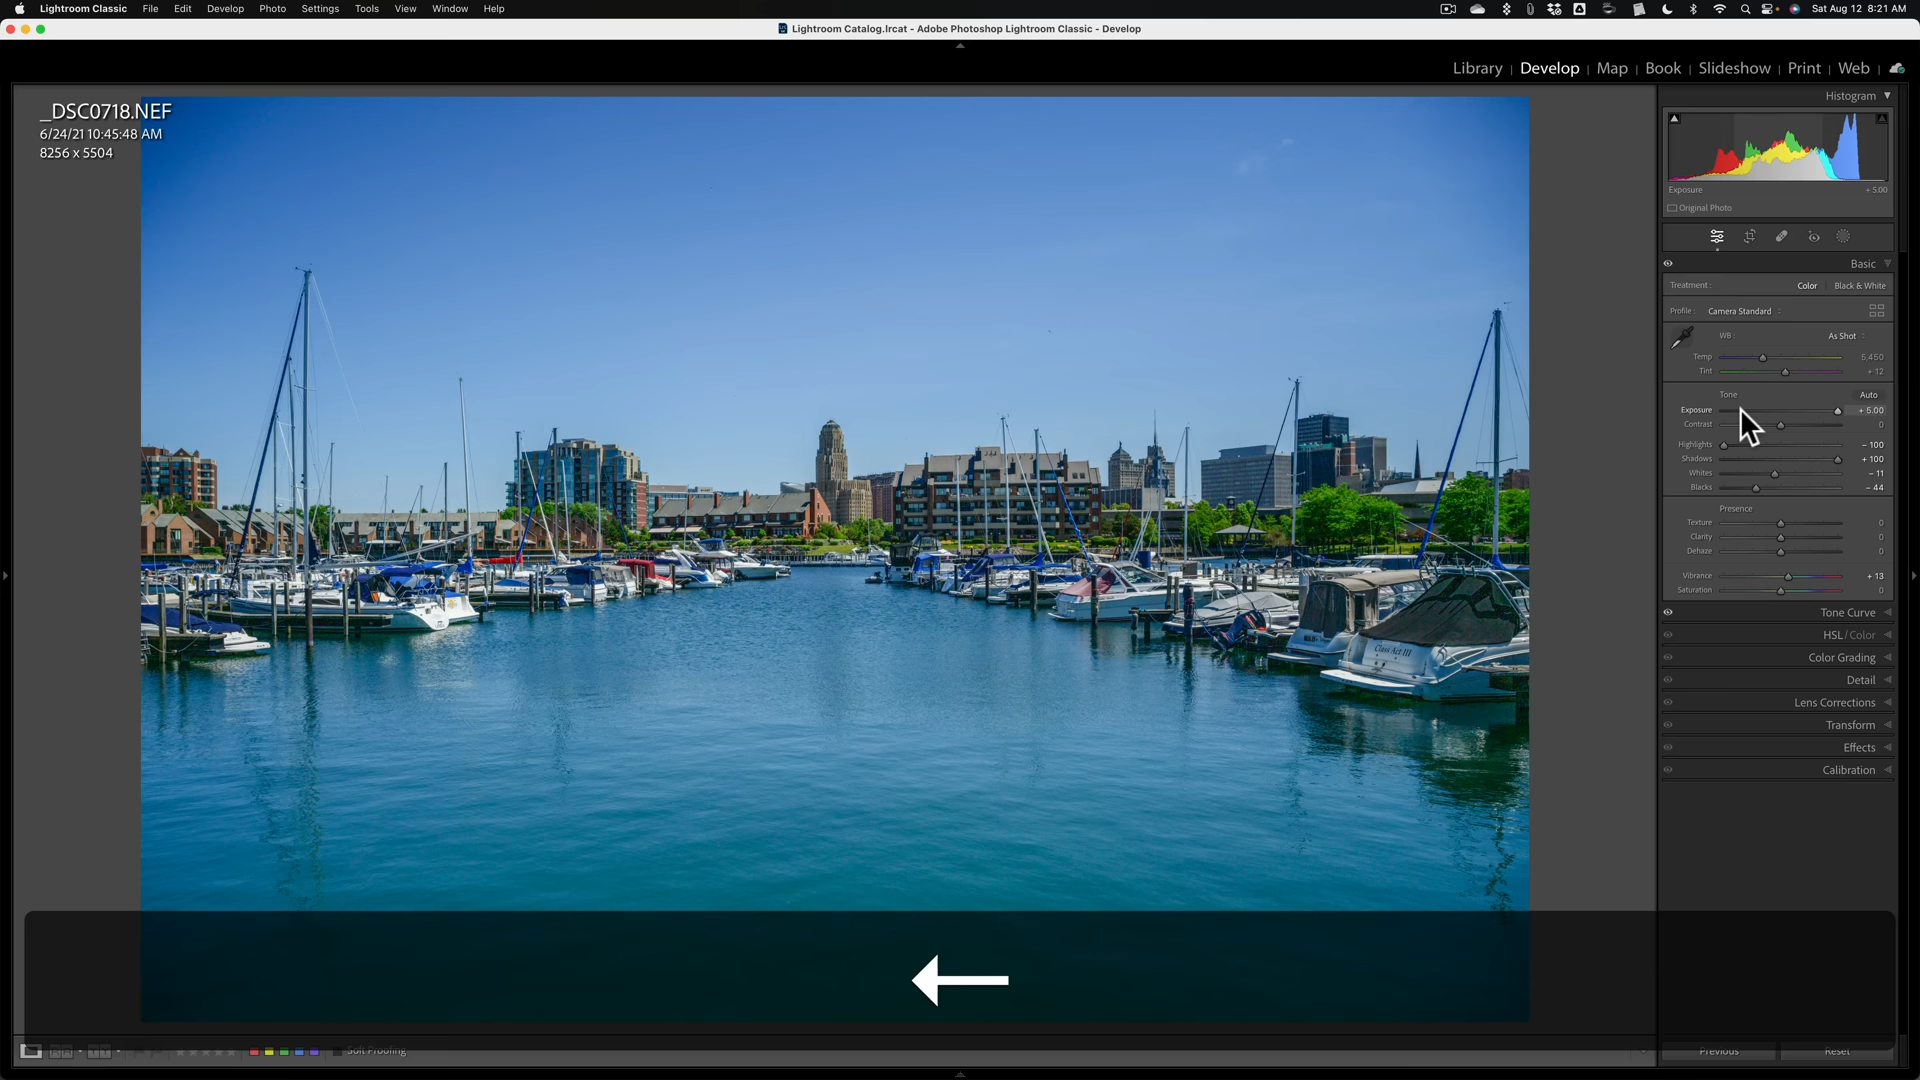 Lightroom Classic File Edit Develop Photo Settings Tools View Window Help Sat Aug 12 8:21 AM
Lightroom Catalog.lrcat - Adobe Photoshop Lightroom Classic - Develop
Library | Develop | Map | Book | Slideshow | Print | Web |
_DSC0718.NEF
6/24/21 10:45:48 AM
8256 x 5504
Histogram
Exposure + 5.00
Original Photo
Basic
Treatment : Color Black & White
Profile : Camera Standard
WB : As Shot
Temp 5,450
Tint + 12
Tone Auto
Exposure + 5.00
Contrast 0
Highlights − 100
Shadows + 100
Whites − 11
Blacks − 44
Presence
Texture 0
Clarity 0
Dehaze 0
Vibrance + 13
Saturation 0
Tone Curve
HSL / Color
Color Grading
Detail
Lens Corrections
Transform
Effects
Calibration
Class Act III
Soft Proofing
Previous Reset